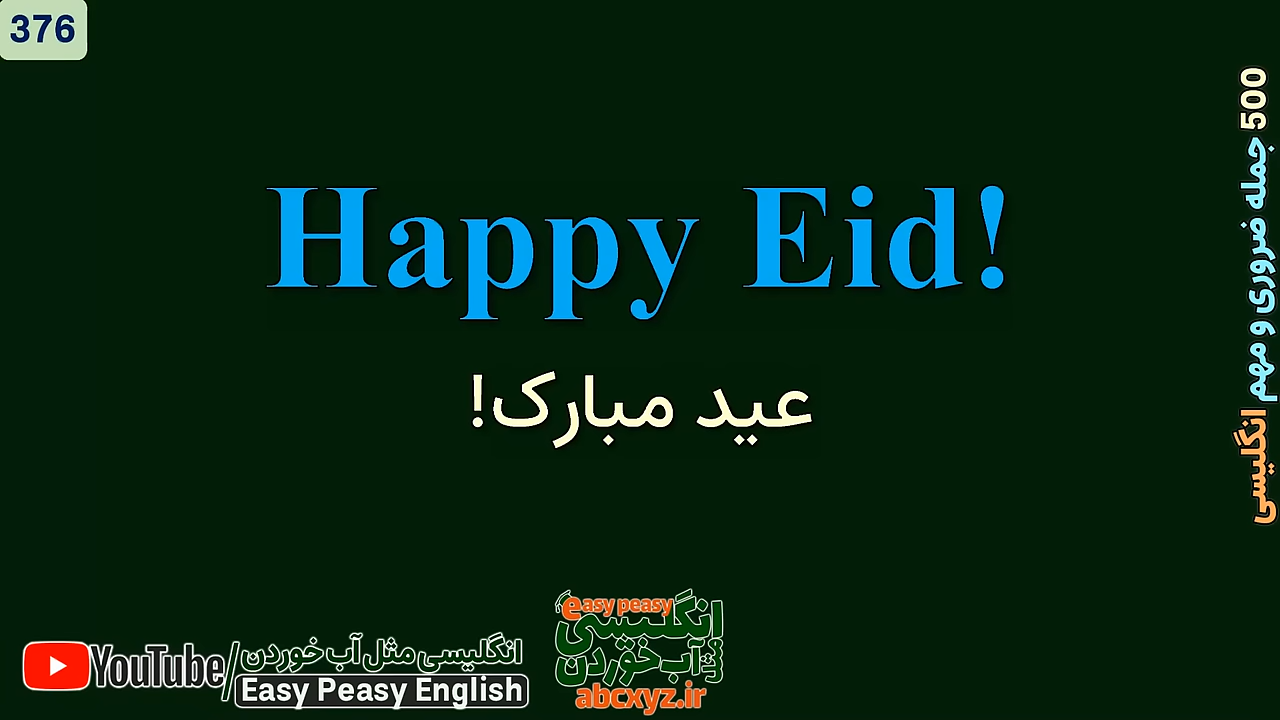 376
Happy Eid!
عید مبارک!
500 جمله ضروری و مهم انگلیسی
YouTube/انگلیسی مثل آب خوردن
Easy Peasy English
easy peasy
انگلیسی
مثل آب خوردن
abcxyz.ir